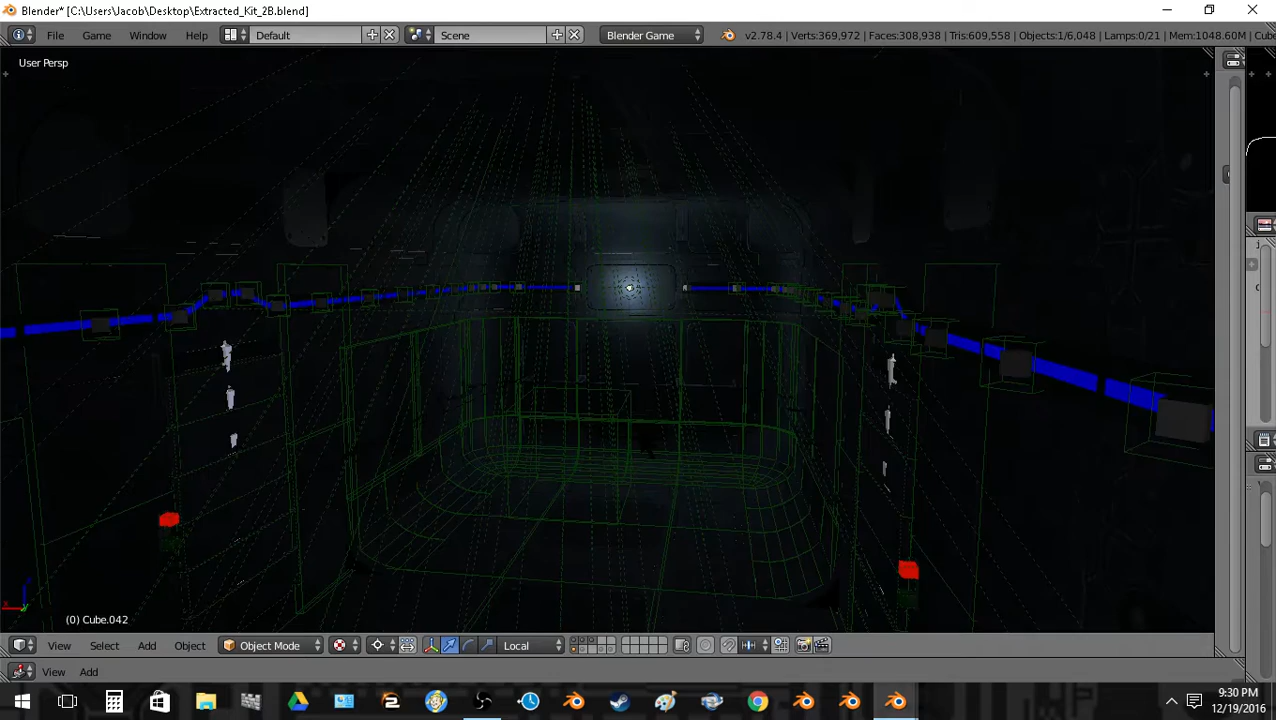 Blender* [C:\Users\Jacob\Desktop\Extracted_Kit_2B.blend]
File Game Window Help Default Scene Blender Game v2.78.4 | Verts:369,972 | Faces:308,938 | Tris:609,558 | Objects:1/6,048 | Lamps:0/21 | Mem:1048.60M | Cube
User Persp
(0) Cube.042
View Select Add Object Object Mode Local
View Add
9:30 PM
12/19/2016